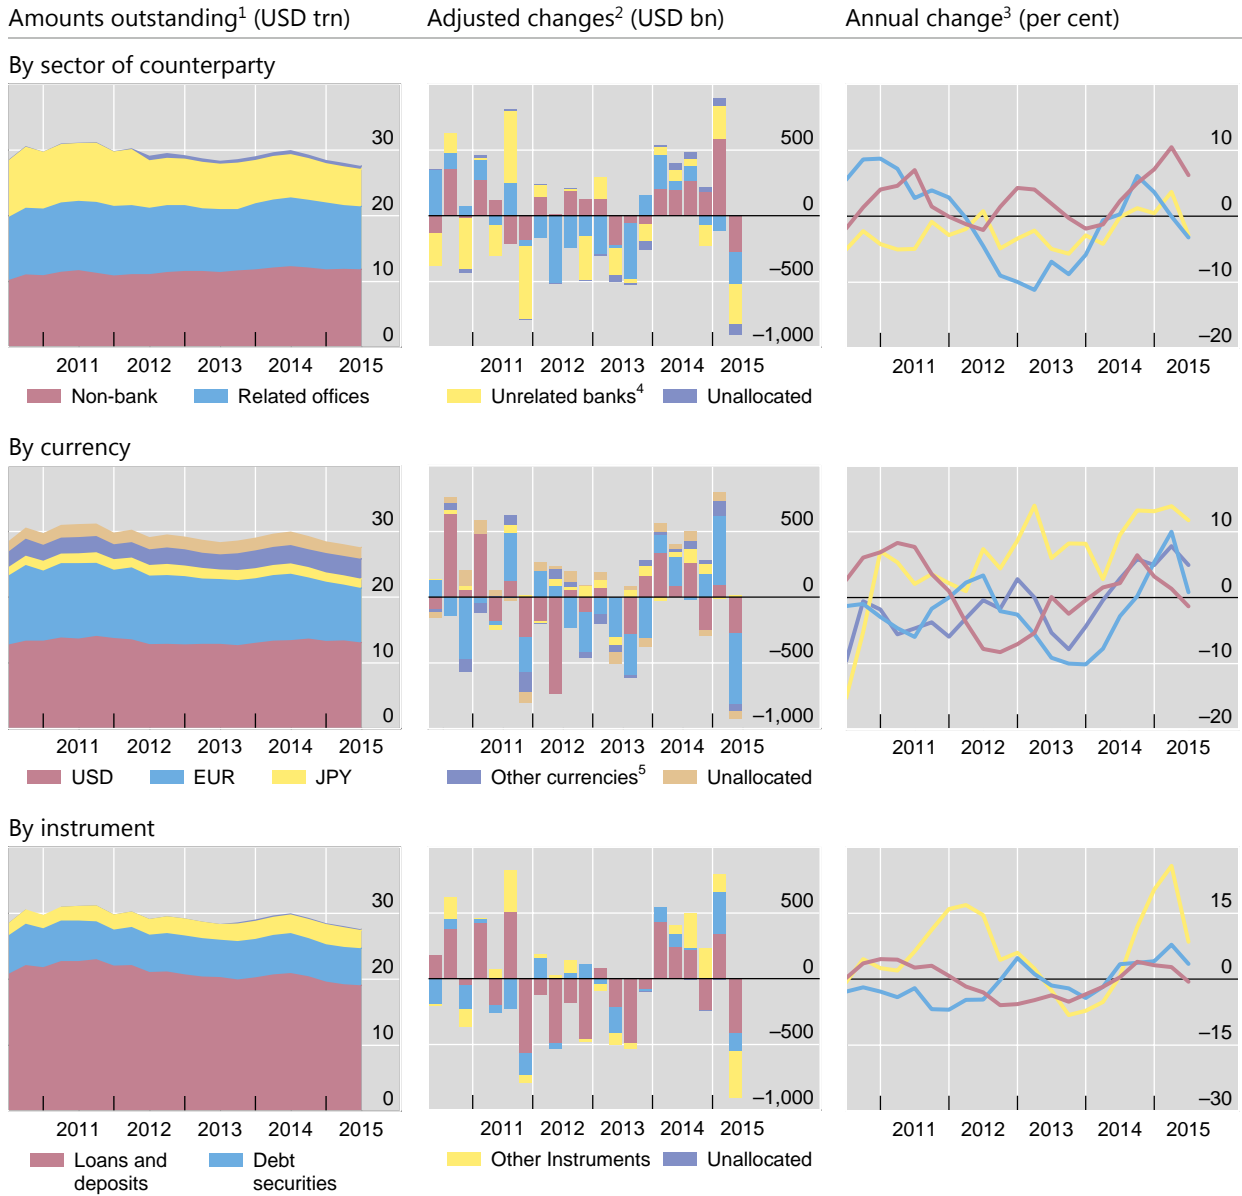 Amounts outstanding1 (USD trn) Adjusted changes2 (USD bn) Annual change3 (per cent)
By sector of counterparty
30
20
10
0
2011 2012 2013 2014 2015
500
0
–500
–1,000
2011 2012 2013 2014 2015
10
0
–10
–20
2011 2012 2013 2014 2015
Non-bank Related offices Unrelated banks4 Unallocated
By currency
30
20
10
0
2011 2012 2013 2014 2015
500
0
–500
–1,000
2011 2012 2013 2014 2015
10
0
–10
–20
2011 2012 2013 2014 2015
USD EUR JPY Other currencies5 Unallocated
By instrument
30
20
10
0
2011 2012 2013 2014 2015
500
0
–500
–1,000
2011 2012 2013 2014 2015
15
0
–15
–30
2011 2012 2013 2014 2015
Loans and deposits Debt securities Other Instruments Unallocated